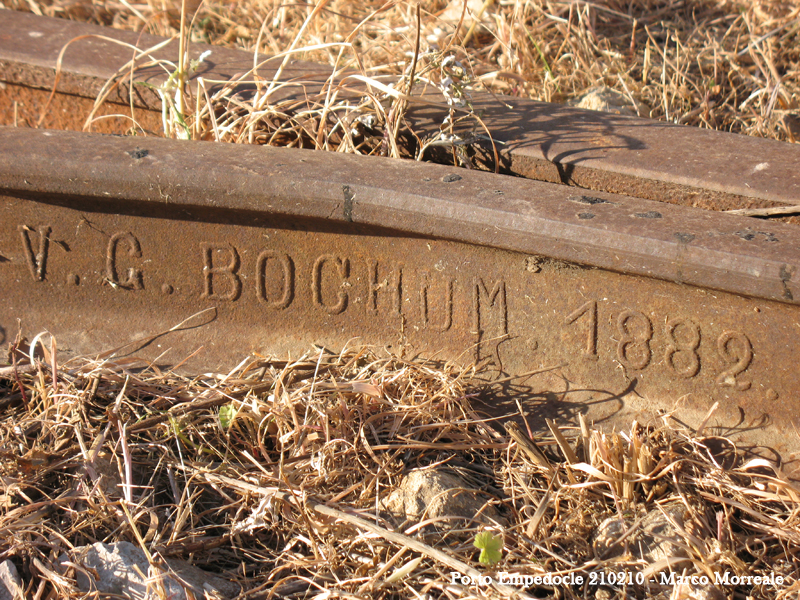 V.G. BOCHUM. 1882.
Porto Empedocle 210210 - Marco Morreale